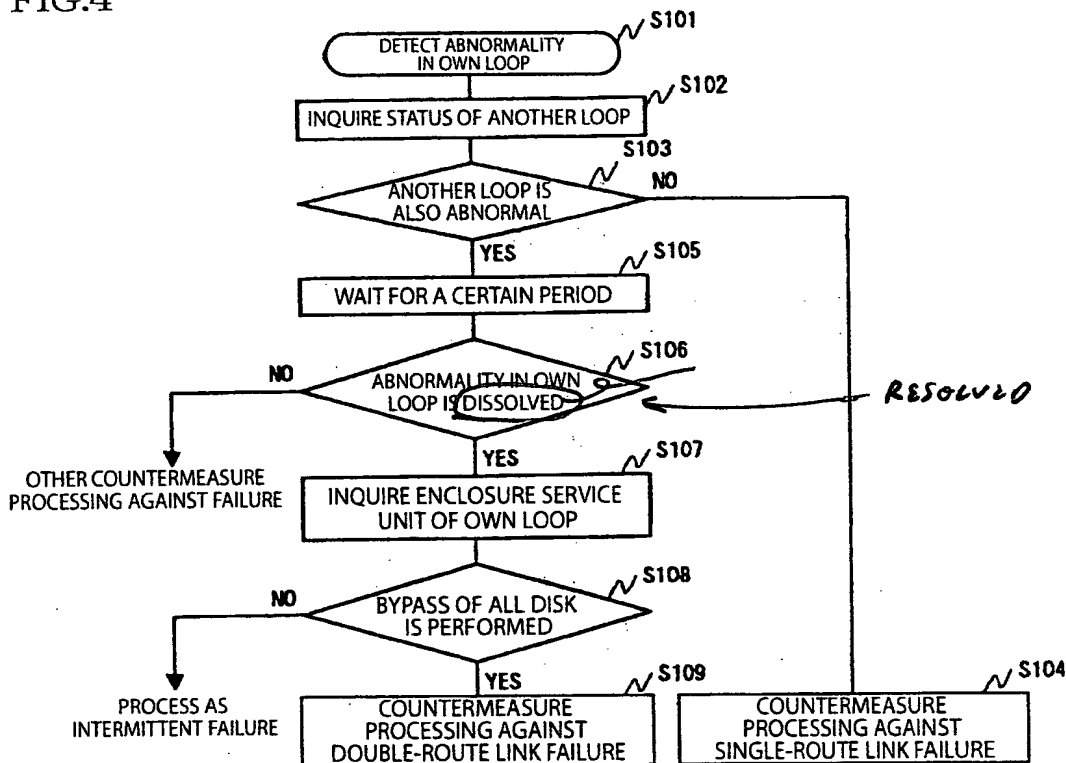 FIG.4
S101
DETECT ABNORMALITY
IN OWN LOOP
S102
INQUIRE STATUS OF ANOTHER LOOP
S103
ANOTHER LOOP IS
ALSO ABNORMAL
NO
YES
S105
WAIT FOR A CERTAIN PERIOD
S106
NO
ABNORMALITY IN OWN
LOOP IS DISSOLVED
RESOLVED
YES
S107
OTHER COUNTERMEASURE
PROCESSING AGAINST FAILURE
INQUIRE ENCLOSURE SERVICE
UNIT OF OWN LOOP
S108
NO
BYPASS OF ALL DISK
IS PERFORMED
YES
S109
S104
PROCESS AS
INTERMITTENT FAILURE
COUNTERMEASURE
PROCESSING AGAINST
DOUBLE-ROUTE LINK FAILURE
COUNTERMEASURE
PROCESSING AGAINST
SINGLE-ROUTE LINK FAILURE